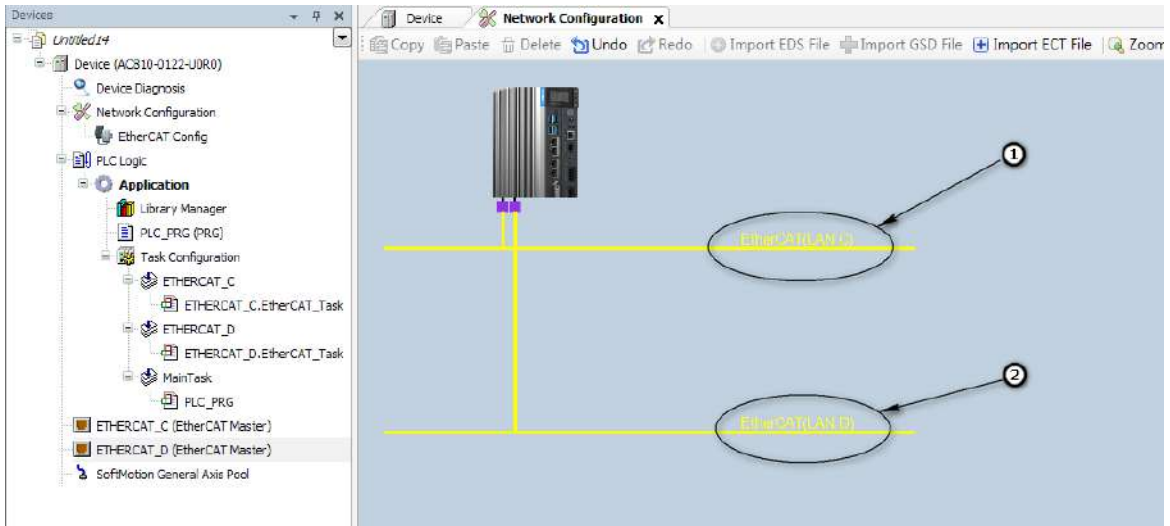 Devices
Untitled14
Device (AC810-0122-U0R0)
Device Diagnosis
Network Configuration
EtherCAT Config
PLC Logic
Application
Library Manager
PLC_PRG (PRG)
Task Configuration
ETHERCAT_C
ETHERCAT_C.EtherCAT_Task
ETHERCAT_D
ETHERCAT_D.EtherCAT_Task
MainTask
PLC_PRG
ETHERCAT_C (EtherCAT Master)
ETHERCAT_D (EtherCAT Master)
SoftMotion General Axis Pool
Device Network Configuration
Copy Paste Delete Undo Redo Import EDS File Import GSD File Import ECT File Zoom
1
EtherCAT(LAN C)
2
EtherCAT(LAN D)